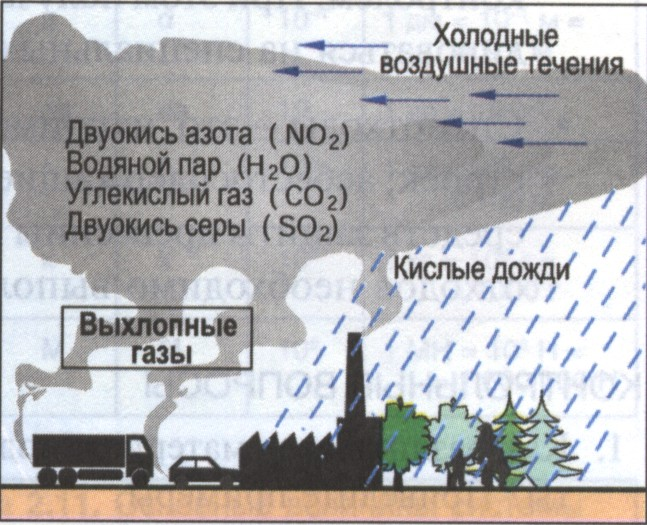 Холодные
воздушные течения
Двуокись азота ( NO₂)
Водяной пар (H₂O)
Углекислый газ ( CO₂)
Двуокись серы ( SO₂)
Кислые дожди
Выхлопные
газы